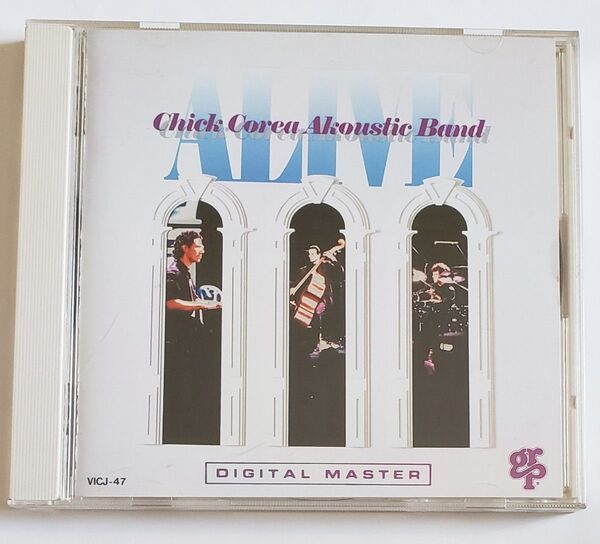 ALIVE
Chick Corea Akoustic Band
DIGITAL MASTER
grp
VICJ-47